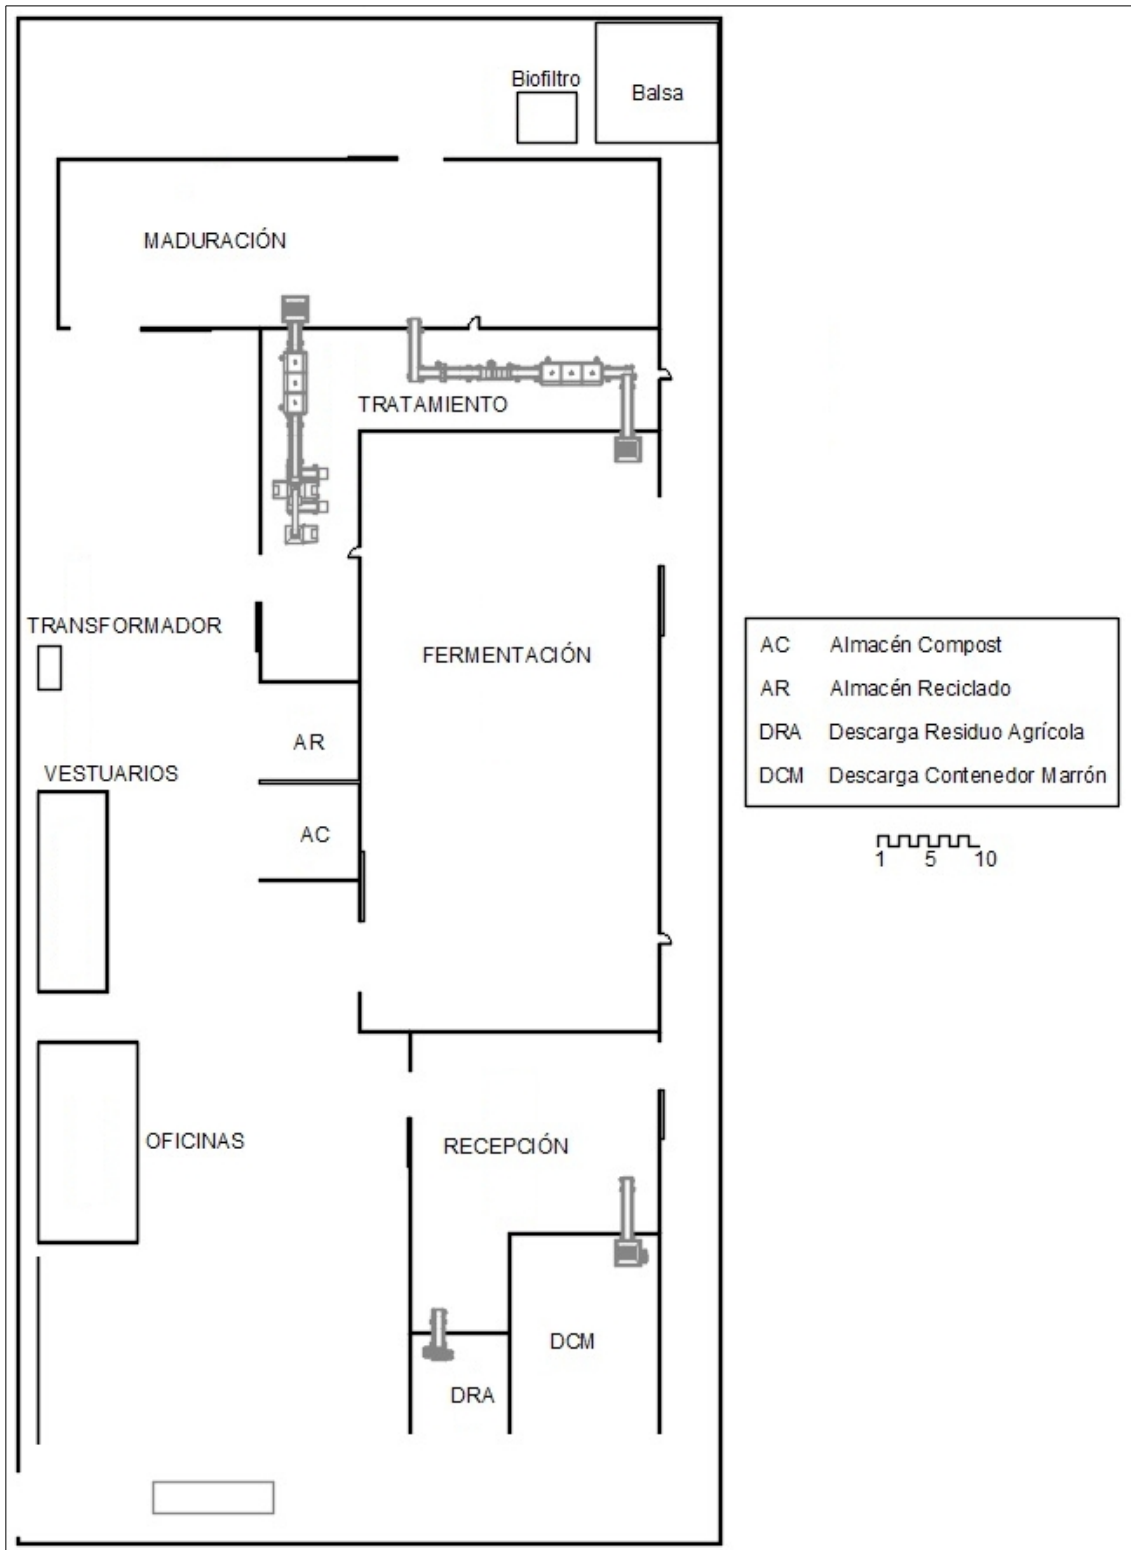 Biofiltro
Balsa
MADURACIÓN
TRATAMIENTO
TRANSFORMADOR
FERMENTACIÓN
AR
VESTUARIOS
AC
OFICINAS
RECEPCIÓN
DCM
DRA
AC Almacén Compost
AR Almacén Reciclado
DRA Descarga Residuo Agrícola
DCM Descarga Contenedor Marrón
1 5 10